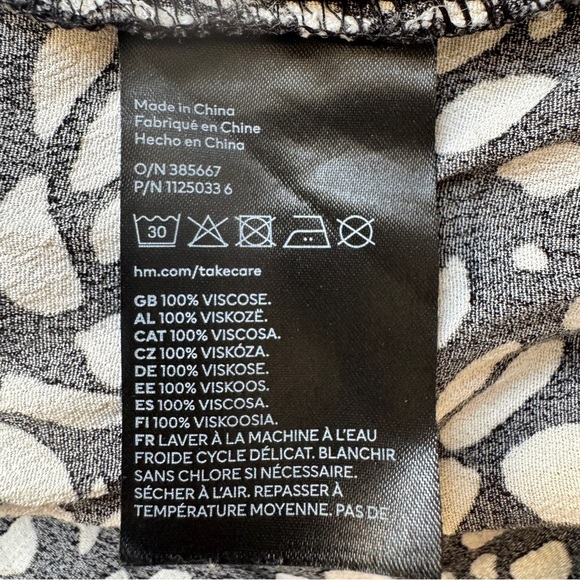 Made in China
Fabriqué en Chine
Hecho en China
O/N 385667
P/N 1125033 6
30
hm.com/takecare
GB 100% VISCOSE.
AL 100% VISKOZË.
CAT 100% VISCOSA.
CZ 100% VISKÓZA.
DE 100% VISKOSE.
EE 100% VISKOOS.
ES 100% VISCOSA.
FI 100% VISKOOSIA.
FR LAVER À LA MACHINE À L'EAU
FROIDE CYCLE DÉLICAT. BLANCHIR
SANS CHLORE SI NÉCESSAIRE.
SÉCHER À L'AIR. REPASSER À
TEMPÉRATURE MOYENNE. PAS DE